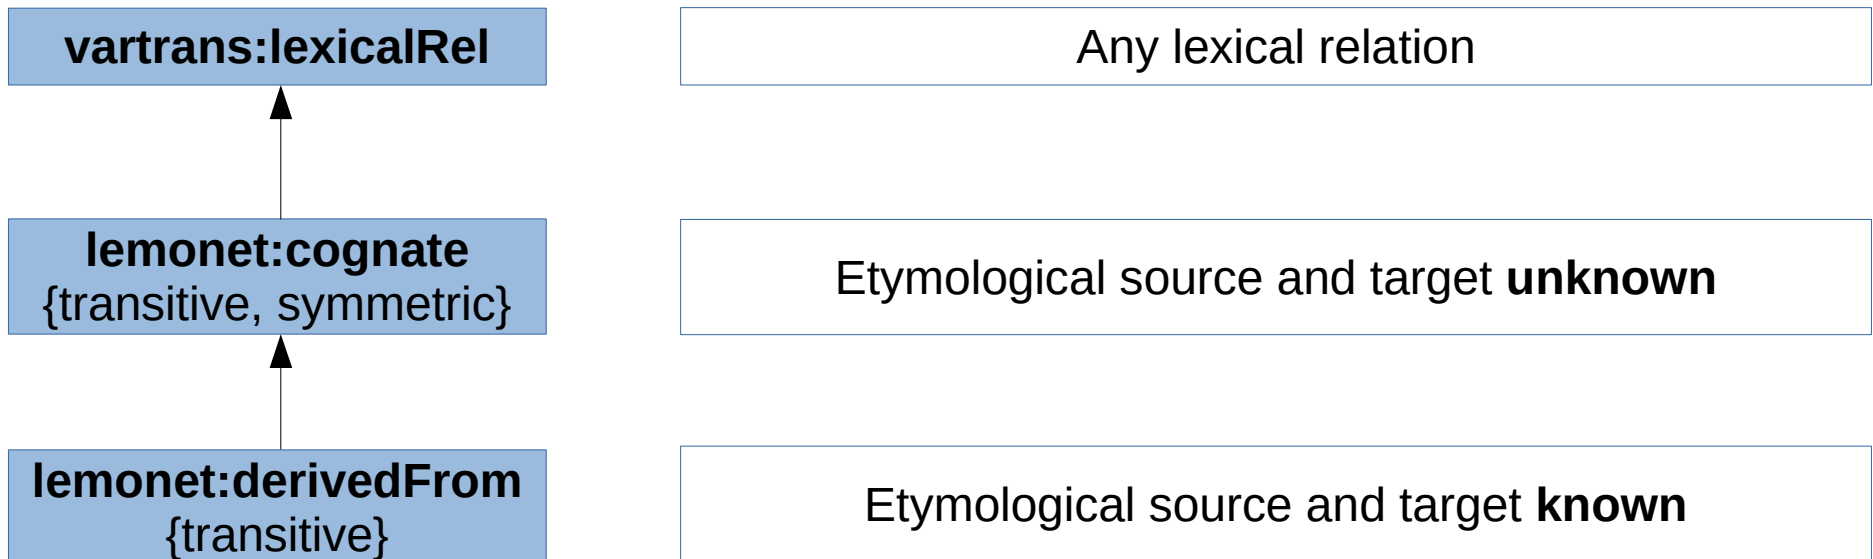 vartrans:lexicalRel
Any lexical relation
lemonet:cognate
{transitive, symmetric}
Etymological source and target unknown
lemonet:derivedFrom
{transitive}
Etymological source and target known